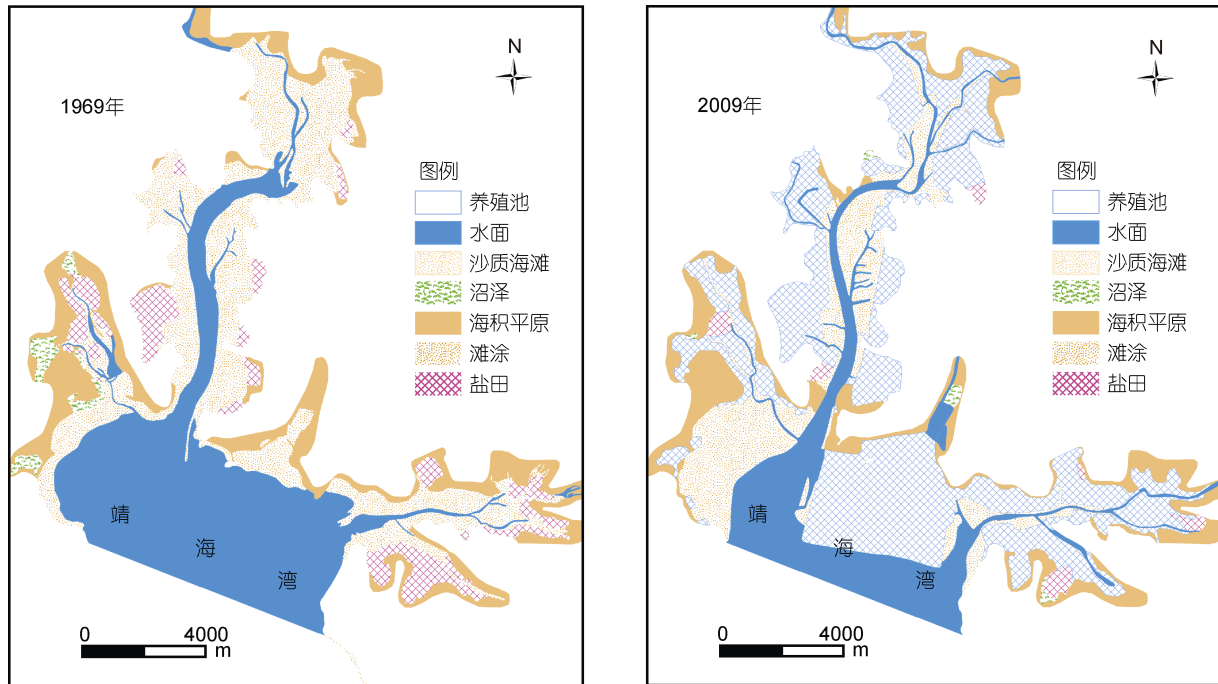 N
1969年
图例
养殖池
水面
沙质海滩
沼泽
海积平原
滩涂
盐田
靖
海
湾
0 4000
m
N
2009年
图例
养殖池
水面
沙质海滩
沼泽
海积平原
滩涂
盐田
靖
海
湾
0 4000
m